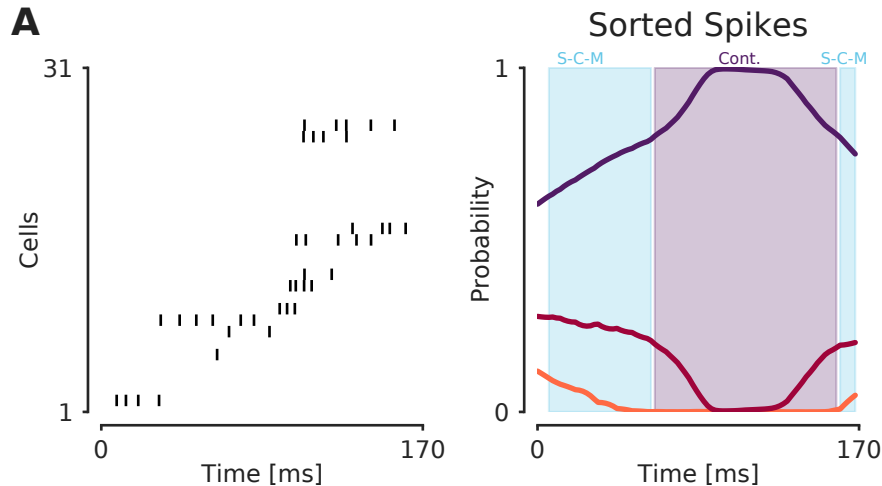 A
Sorted Spikes
31
1
Cells
0
170
Time [ms]
S-C-M
Cont.
S-C-M
1
0
Probability
0
170
Time [ms]